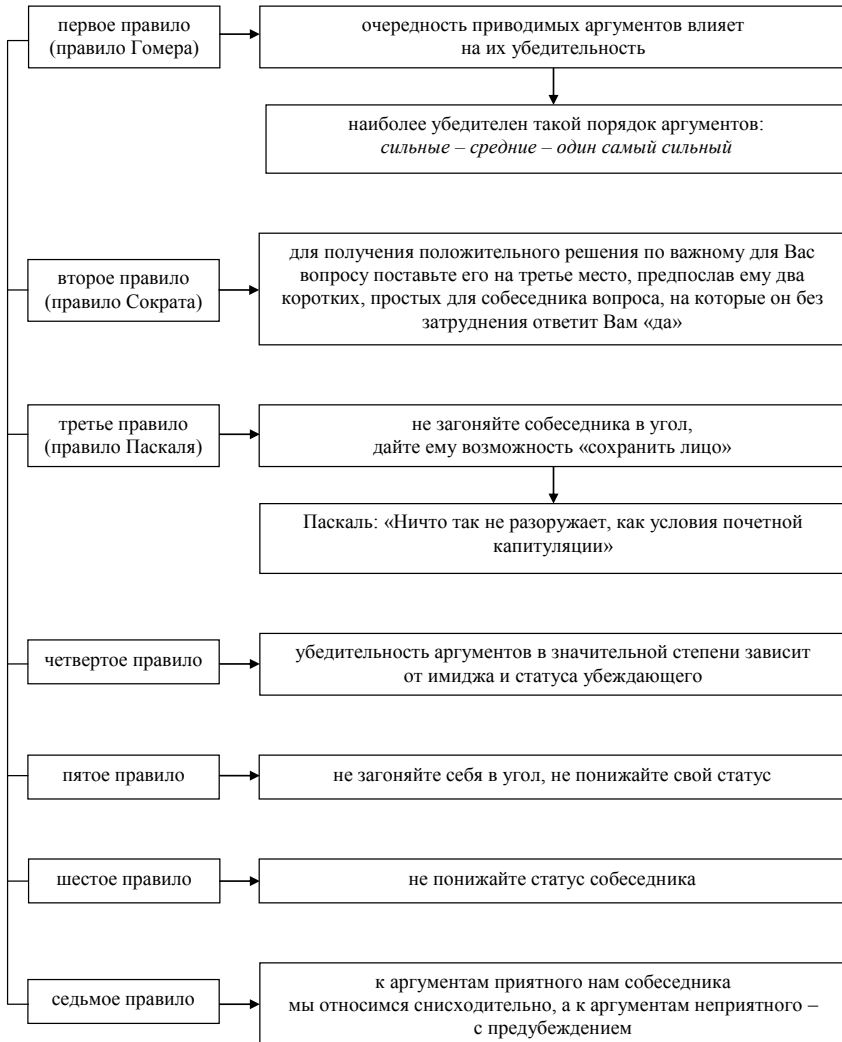 первое правило
(правило Гомера)
очередность приводимых аргументов влияет
на их убедительность
наиболее убедителен такой порядок аргументов:
сильные – средние – один самый сильный
второе правило
(правило Сократа)
для получения положительного решения по важному для Вас
вопросу поставьте его на третье место, предпослав ему два
коротких, простых для собеседника вопроса, на которые он без
затруднения ответит Вам «да»
третье правило
(правило Паскаля)
не загоняйте собеседника в угол,
дайте ему возможность «сохранить лицо»
Паскаль: «Ничто так не разоружает, как условия почетной
капитуляции»
четвертое правило
убедительность аргументов в значительной степени зависит
от имиджа и статуса убеждающего
пятое правило
не загоняйте себя в угол, не понижайте свой статус
шестое правило
не понижайте статус собеседника
седьмое правило
к аргументам приятного нам собеседника
мы относимся снисходительно, а к аргументам неприятного –
с предубеждением